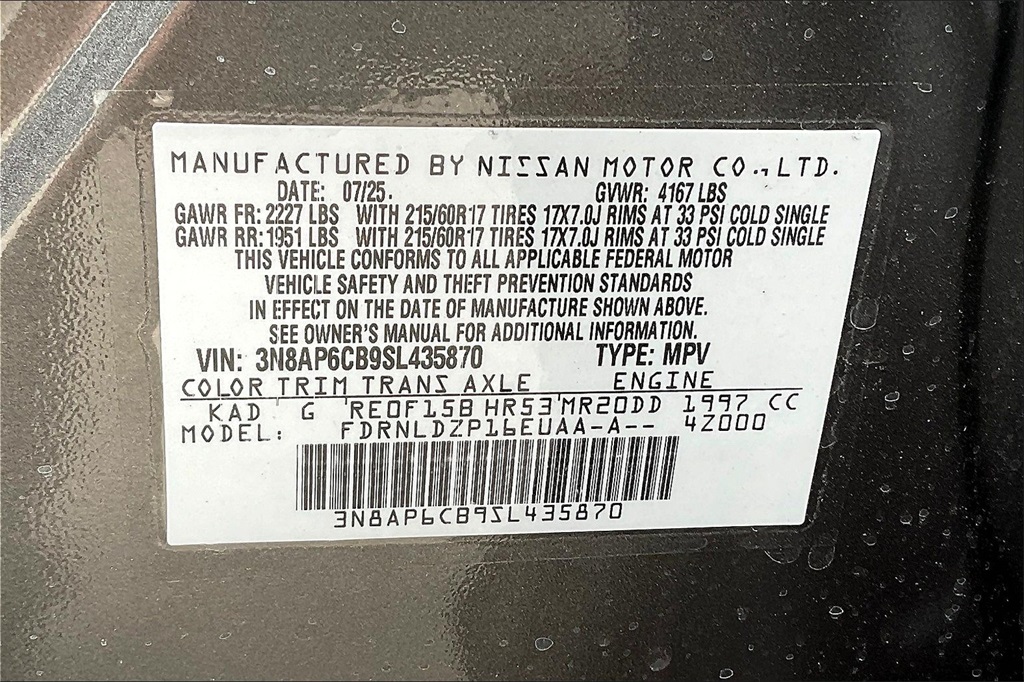 MANUFACTURED BY NISSAN MOTOR CO., LTD.
DATE: 07/25. GVWR: 4167 LBS
GAWR FR: 2227 LBS WITH 215/60R17 TIRES 17X7.0J RIMS AT 33 PSI COLD SINGLE
GAWR RR: 1951 LBS WITH 215/60R17 TIRES 17X7.0J RIMS AT 33 PSI COLD SINGLE
THIS VEHICLE CONFORMS TO ALL APPLICABLE FEDERAL MOTOR
VEHICLE SAFETY AND THEFT PREVENTION STANDARDS
IN EFFECT ON THE DATE OF MANUFACTURE SHOWN ABOVE.
SEE OWNER'S MANUAL FOR ADDITIONAL INFORMATION.
VIN: 3N8AP6CB9SL435870 TYPE: MPV
COLOR TRIM TRANS AXLE ENGINE
KAD G RE0F15B HR53 MR20DD 1997 CC
MODEL: FDRNLDZP16EUAA-A-- 4Z000
3N8AP6CB9SL435870